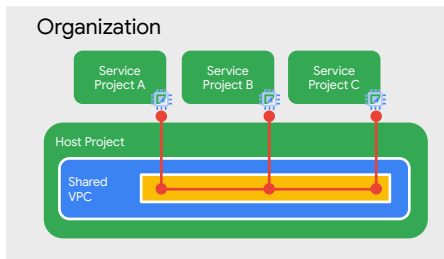 Organization
Service
Project A
Service
Project B
Service
Project C
Host Project
Shared
VPC